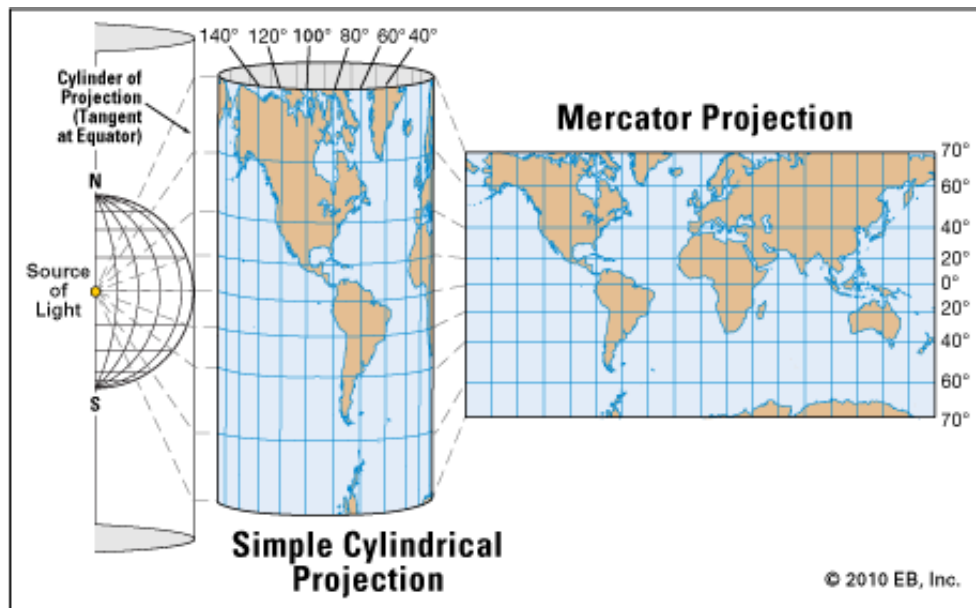 140° 120° 100° 80° 60° 40°
Cylinder of
Projection
(Tangent
at Equator)
N
Source
of
Light
S
Simple Cylindrical
Projection
Mercator Projection
70°
60°
40°
20°
0°
20°
40°
60°
70°
© 2010 EB, Inc.